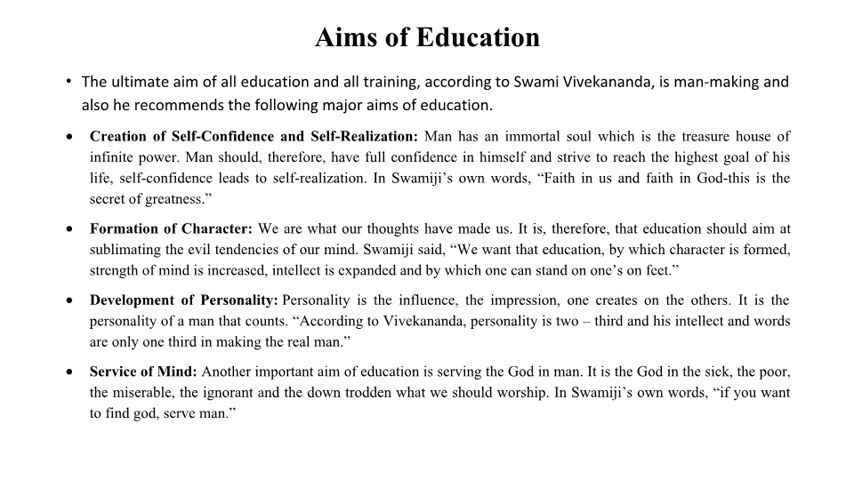 Aims of Education
• The ultimate aim of all education and all training, according to Swami Vivekananda, is man-making and
also he recommends the following major aims of education.
• Creation of Self-Confidence and Self-Realization: Man has an immortal soul which is the treasure house of
infinite power. Man should, therefore, have full confidence in himself and strive to reach the highest goal of his
life, self-confidence leads to self-realization. In Swamiji’s own words, “Faith in us and faith in God-this is the
secret of greatness.”
• Formation of Character: We are what our thoughts have made us. It is, therefore, that education should aim at
sublimating the evil tendencies of our mind. Swamiji said, “We want that education, by which character is formed,
strength of mind is increased, intellect is expanded and by which one can stand on one’s on feet.”
• Development of Personality: Personality is the influence, the impression, one creates on the others. It is the
personality of a man that counts. “According to Vivekananda, personality is two – third and his intellect and words
are only one third in making the real man.”
• Service of Mind: Another important aim of education is serving the God in man. It is the God in the sick, the poor,
the miserable, the ignorant and the down trodden what we should worship. In Swamiji’s own words, “if you want
to find god, serve man.”